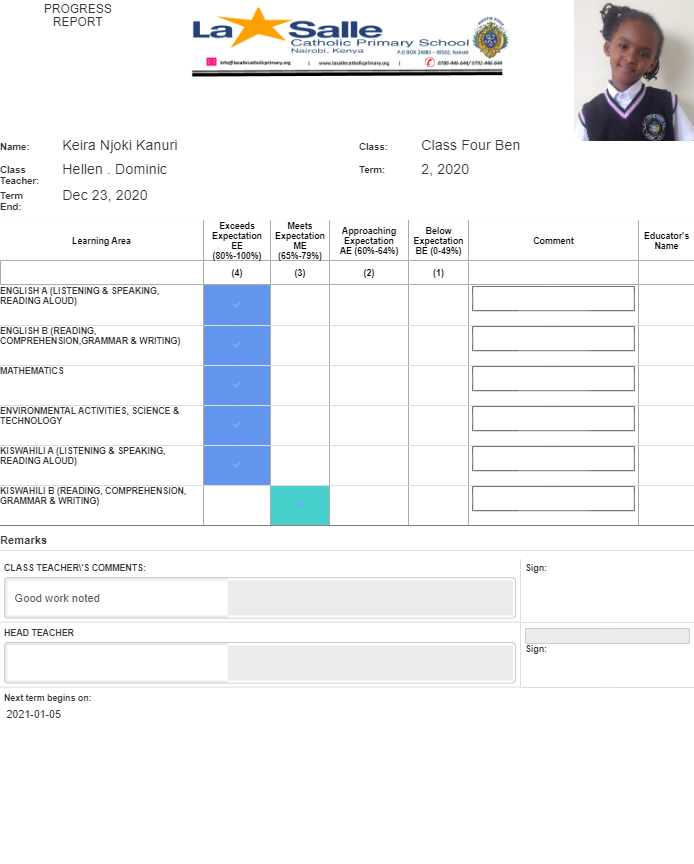 PROGRESS
REPORT
La Salle
Catholic Primary School
Nairobi, Kenya
info@lasallecatholicprimary.org | www.lasallecatholicprimary.org | 0780-446-644/ 0792-446-644
Name: Keira Njoki Kanuri Class: Class Four Ben
Class Teacher: Hellen . Dominic Term: 2, 2020
Term End: Dec 23, 2020
Learning Area Exceeds Expectation EE (80%-100%) Meets Expectation ME (65%-79%) Approaching Expectation AE (60%-64%) Below Expectation BE (0-49%) Comment Educator's Name
(4) (3) (2) (1)
ENGLISH A (LISTENING & SPEAKING,
READING ALOUD)
ENGLISH B (READING,
COMPREHENSION,GRAMMAR & WRITING)
MATHEMATICS
ENVIRONMENTAL ACTIVITIES, SCIENCE &
TECHNOLOGY
KISWAHILI A (LISTENING & SPEAKING,
READING ALOUD)
KISWAHILI B (READING, COMPREHENSION,
GRAMMAR & WRITING)
Remarks
CLASS TEACHER\'S COMMENTS: Sign:
Good work noted
HEAD TEACHER
Sign:
Next term begins on:
2021-01-05